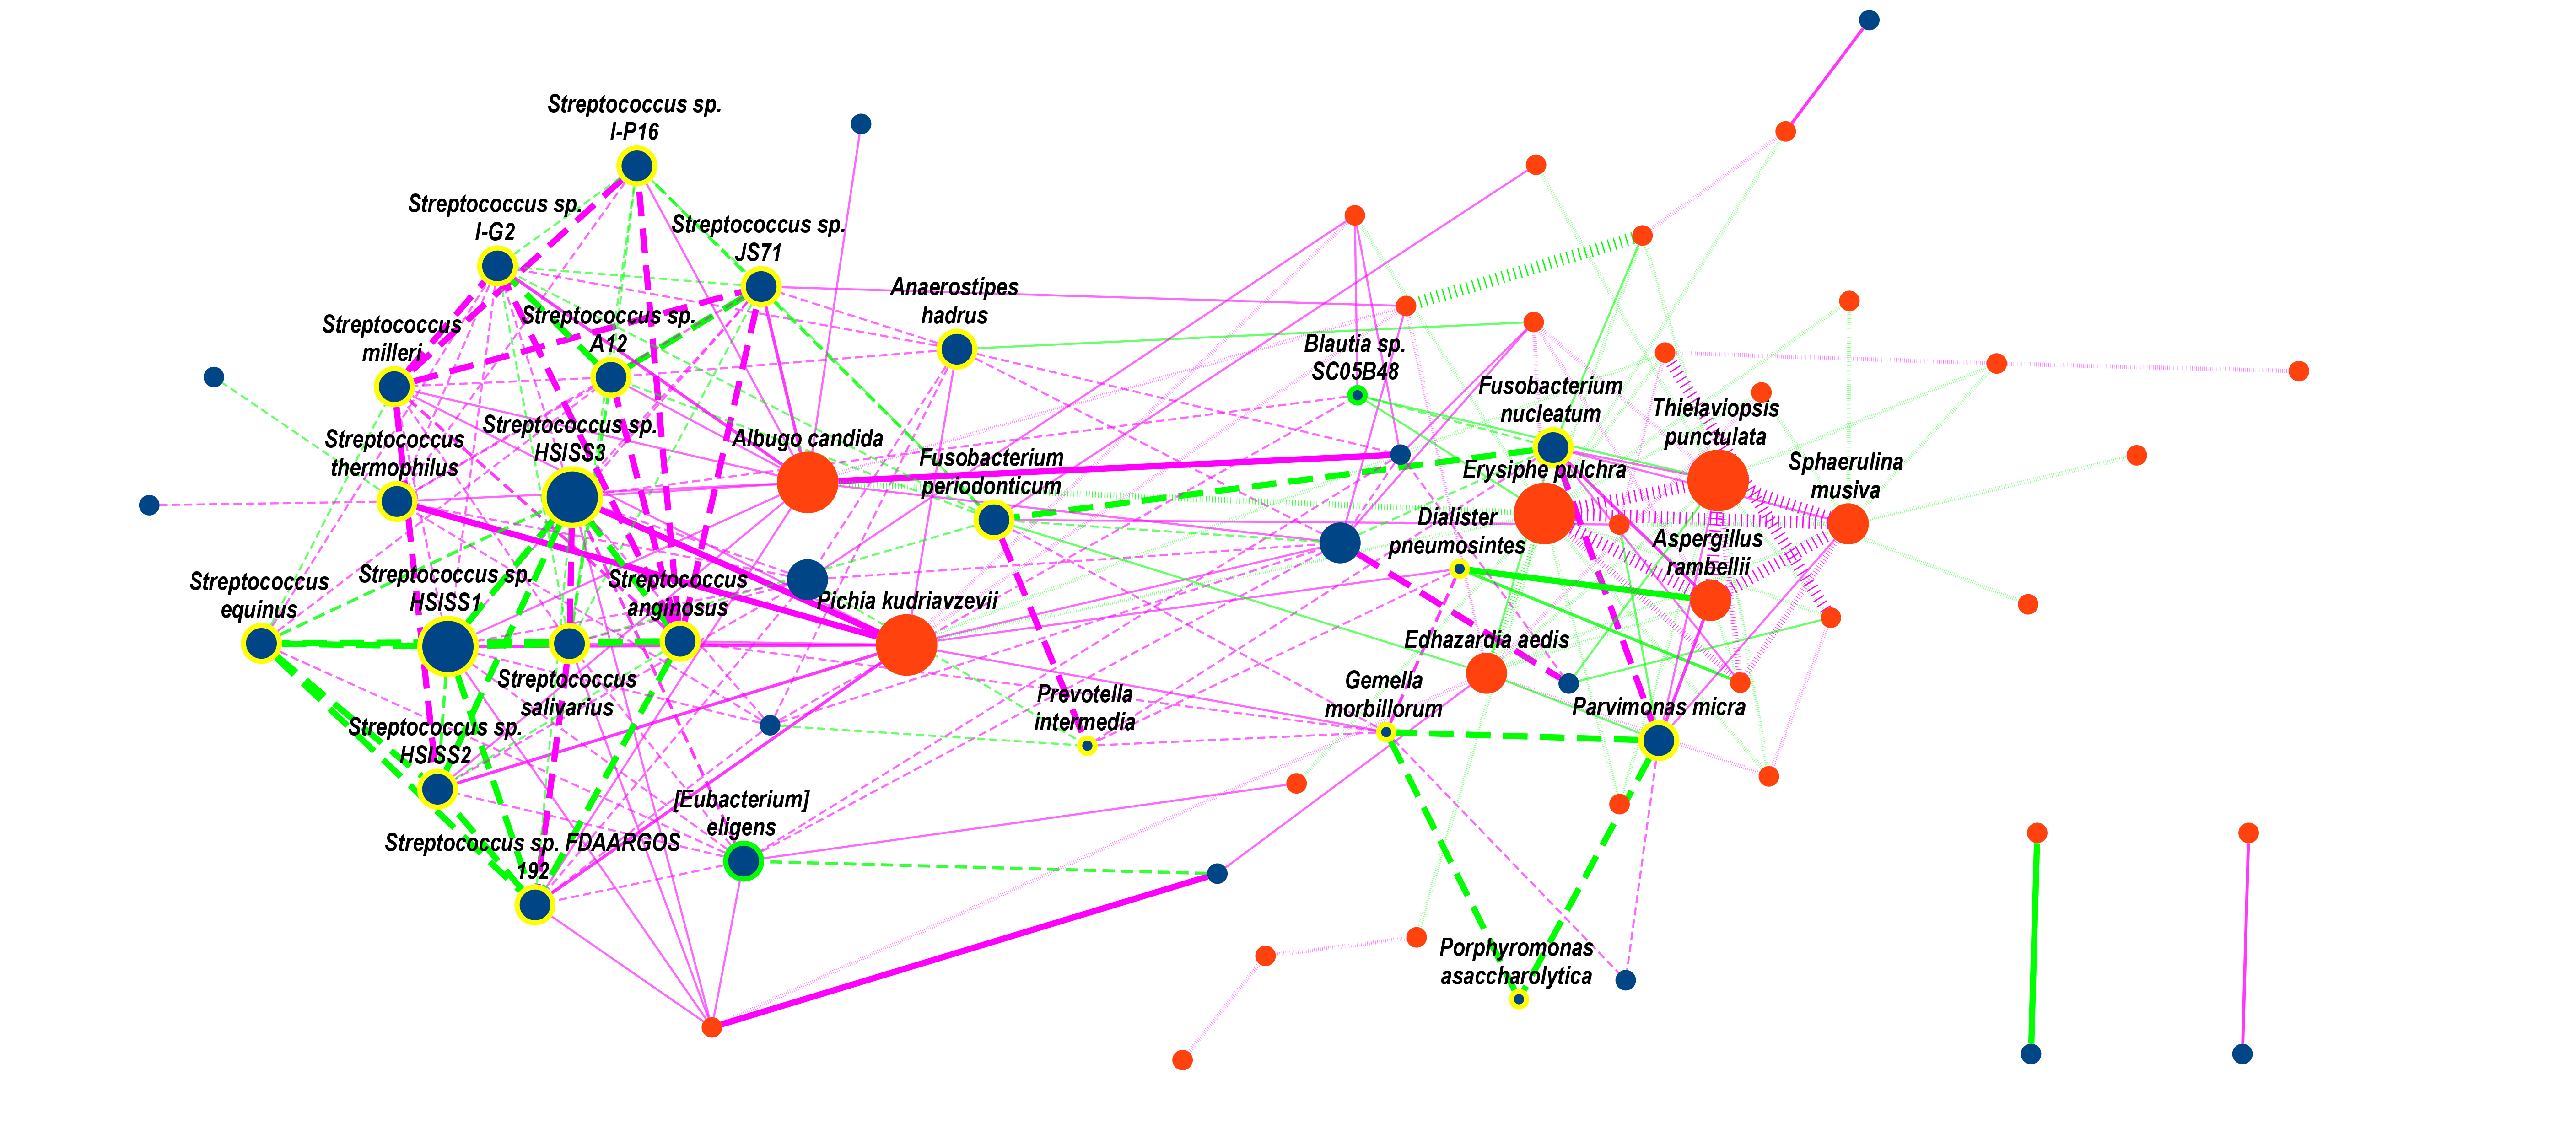 Streptococcus sp.
I-P16
Streptococcus sp.
I-G2
Streptococcus sp.
JS71
Anaerostipes
hadrus
Streptococcus
milleri
Streptococcus sp.
A12
Blautia sp.
SC05B48
Fusobacterium
nucleatum
Thielaviopsis
punctulata
Streptococcus
thermophilus
Streptococcus sp.
HSISS3
Albugo candida
Fusobacterium
periodonticum
Erysiphe pulchra
Sphaerulina
musiva
Dialister
pneumosintes
Aspergillus
rambellii
Streptococcus
equinus
Streptococcus sp.
HSISS1
Streptococcus
anginosus
Pichia kudriavzevii
Edhazardia aedis
Streptococcus
salivarius
Prevotella
intermedia
Gemella
morbillorum
Parvimonas micra
Streptococcus sp.
HSISS2
[Eubacterium]
eligens
Streptococcus sp. FDAARGOS
192
Porphyromonas
asaccharolytica